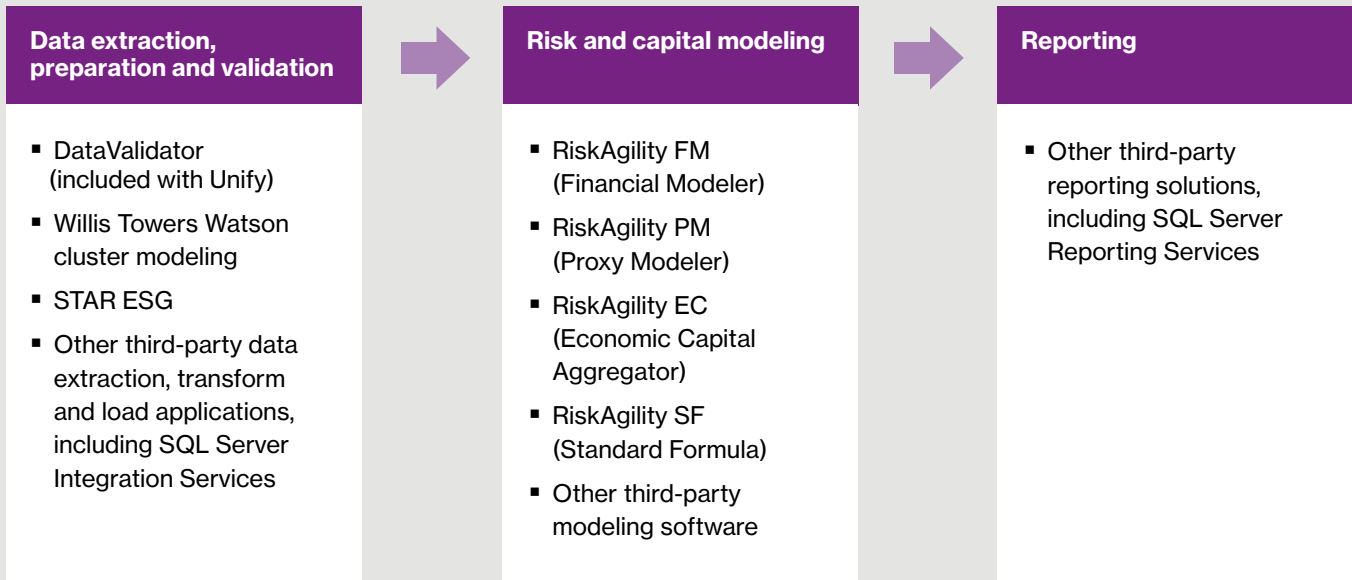 Data extraction,
preparation and validation
▪ DataValidator
(included with Unify)
▪ Willis Towers Watson
cluster modeling
▪ STAR ESG
▪ Other third-party data
extraction, transform
and load applications,
including SQL Server
Integration Services
Risk and capital modeling
▪ RiskAgility FM
(Financial Modeler)
▪ RiskAgility PM
(Proxy Modeler)
▪ RiskAgility EC
(Economic Capital
Aggregator)
▪ RiskAgility SF
(Standard Formula)
▪ Other third-party
modeling software
Reporting
▪ Other third-party
reporting solutions,
including SQL Server
Reporting Services